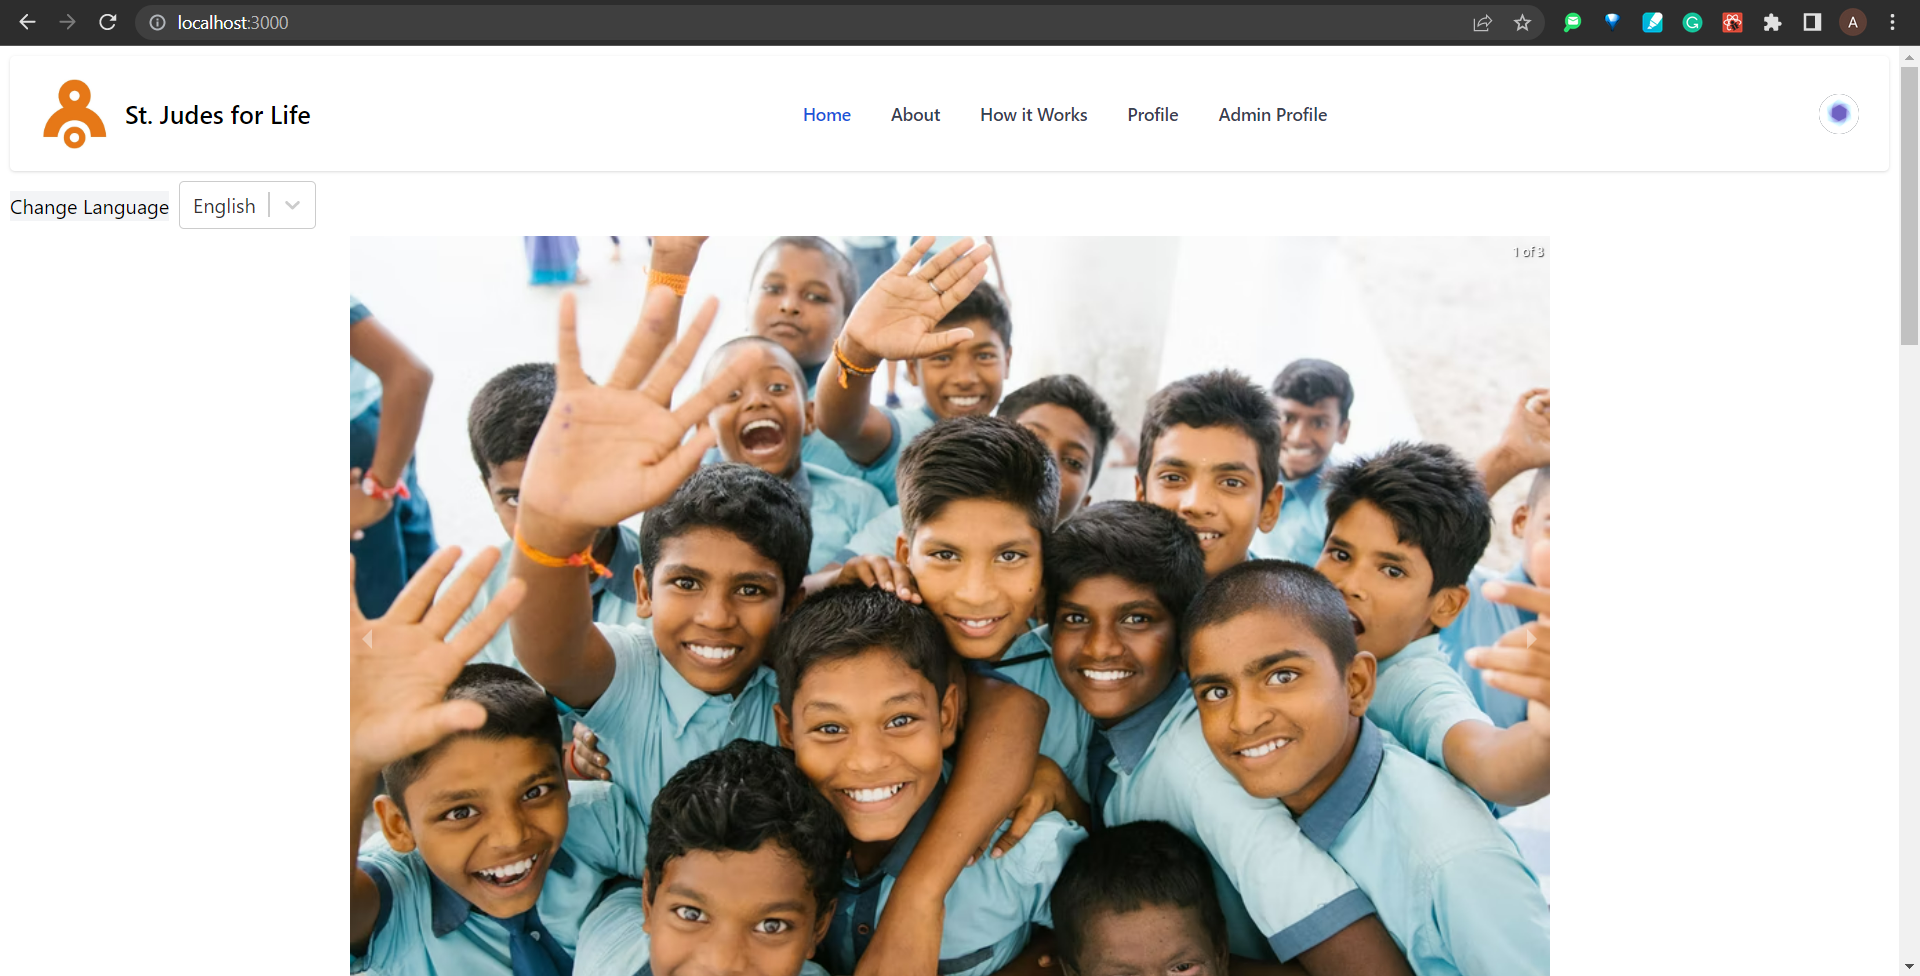 localhost:3000
A
St. Judes for Life
Home About How it Works Profile Admin Profile
Change Language English
1 of 3